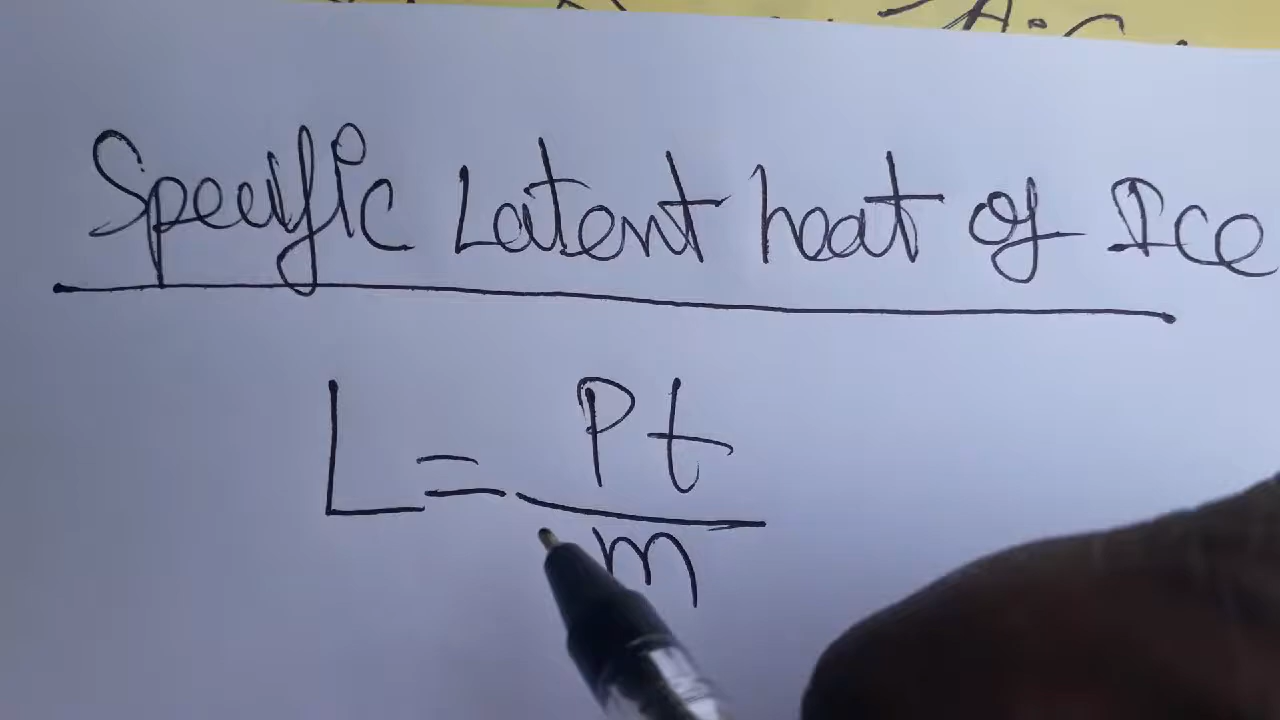 Specific Latent heat of Ice
L = Pt
m